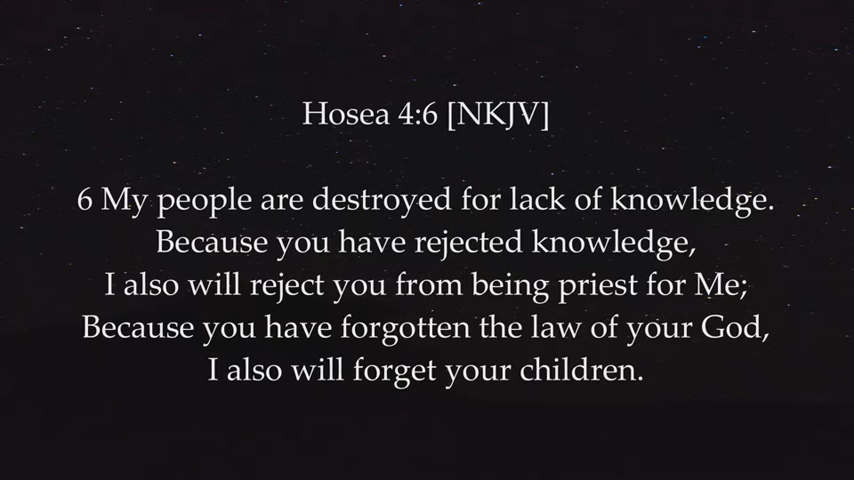 Hosea 4:6 [NKJV]
6 My people are destroyed for lack of knowledge.
Because you have rejected knowledge,
I also will reject you from being priest for Me;
Because you have forgotten the law of your God,
I also will forget your children.